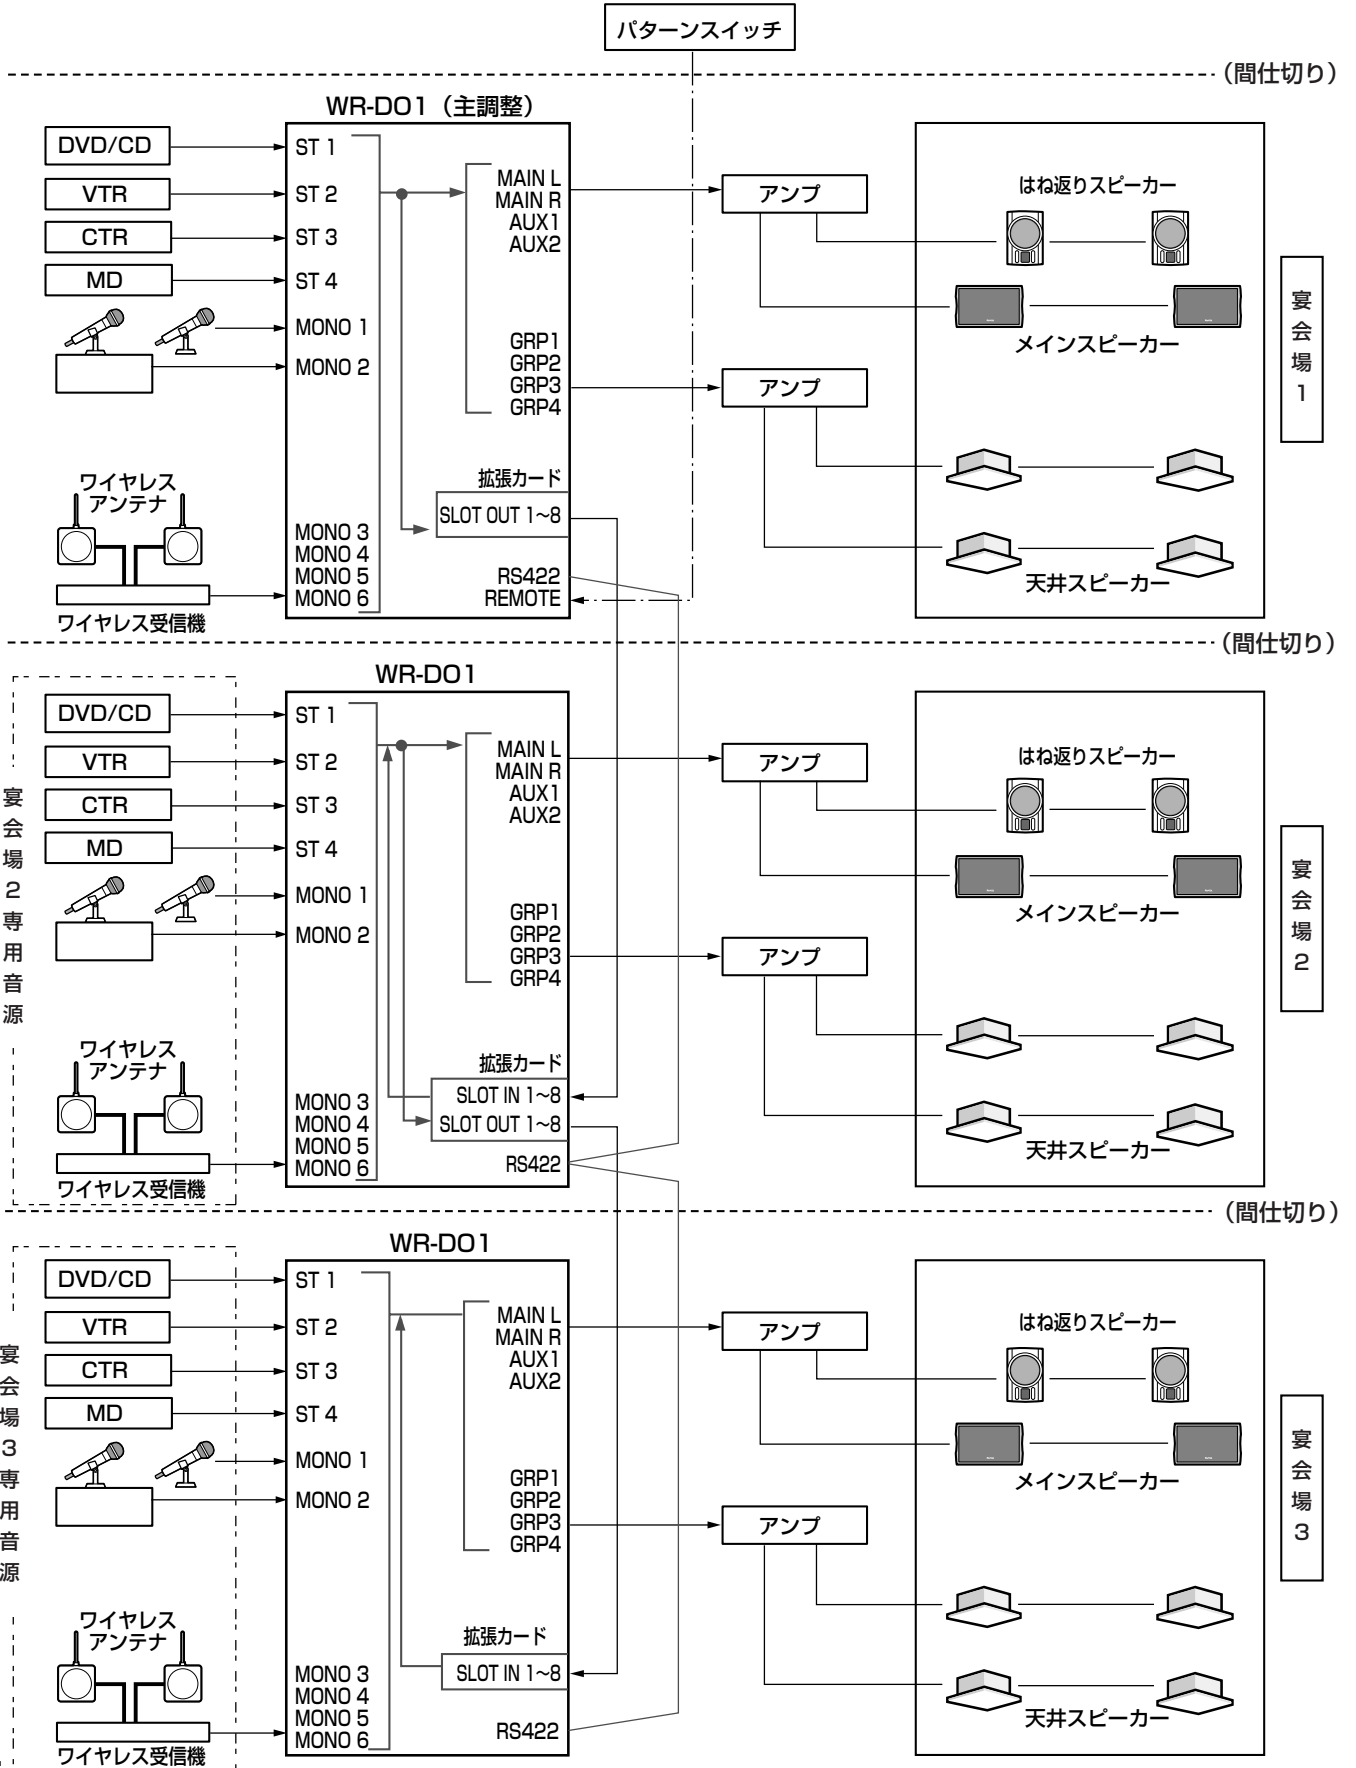 パターンスイッチ
(間仕切り)
WR-DO1(主調整)
DVD/CD
VTR
CTR
MD
ST 1
ST 2
ST 3
ST 4
MONO 1
MONO 2
ワイヤレス
アンテナ
ワイヤレス受信機
MONO 3
MONO 4
MONO 5
MONO 6
MAIN L
MAIN R
AUX1
AUX2
GRP1
GRP2
GRP3
GRP4
拡張カード
SLOT OUT 1~8
RS422
REMOTE
アンプ
アンプ
はね返りスピーカー
メインスピーカー
天井スピーカー
宴会場1
(間仕切り)
宴会場2専用音源
WR-DO1
DVD/CD
VTR
CTR
MD
ST 1
ST 2
ST 3
ST 4
MONO 1
MONO 2
ワイヤレス
アンテナ
ワイヤレス受信機
MONO 3
MONO 4
MONO 5
MONO 6
MAIN L
MAIN R
AUX1
AUX2
GRP1
GRP2
GRP3
GRP4
拡張カード
SLOT IN 1~8
SLOT OUT 1~8
RS422
アンプ
アンプ
はね返りスピーカー
メインスピーカー
天井スピーカー
宴会場2
(間仕切り)
宴会場3専用音源
WR-DO1
DVD/CD
VTR
CTR
MD
ST 1
ST 2
ST 3
ST 4
MONO 1
MONO 2
ワイヤレス
アンテナ
ワイヤレス受信機
MONO 3
MONO 4
MONO 5
MONO 6
MAIN L
MAIN R
AUX1
AUX2
GRP1
GRP2
GRP3
GRP4
拡張カード
SLOT IN 1~8
RS422
アンプ
アンプ
はね返りスピーカー
メインスピーカー
天井スピーカー
宴会場3